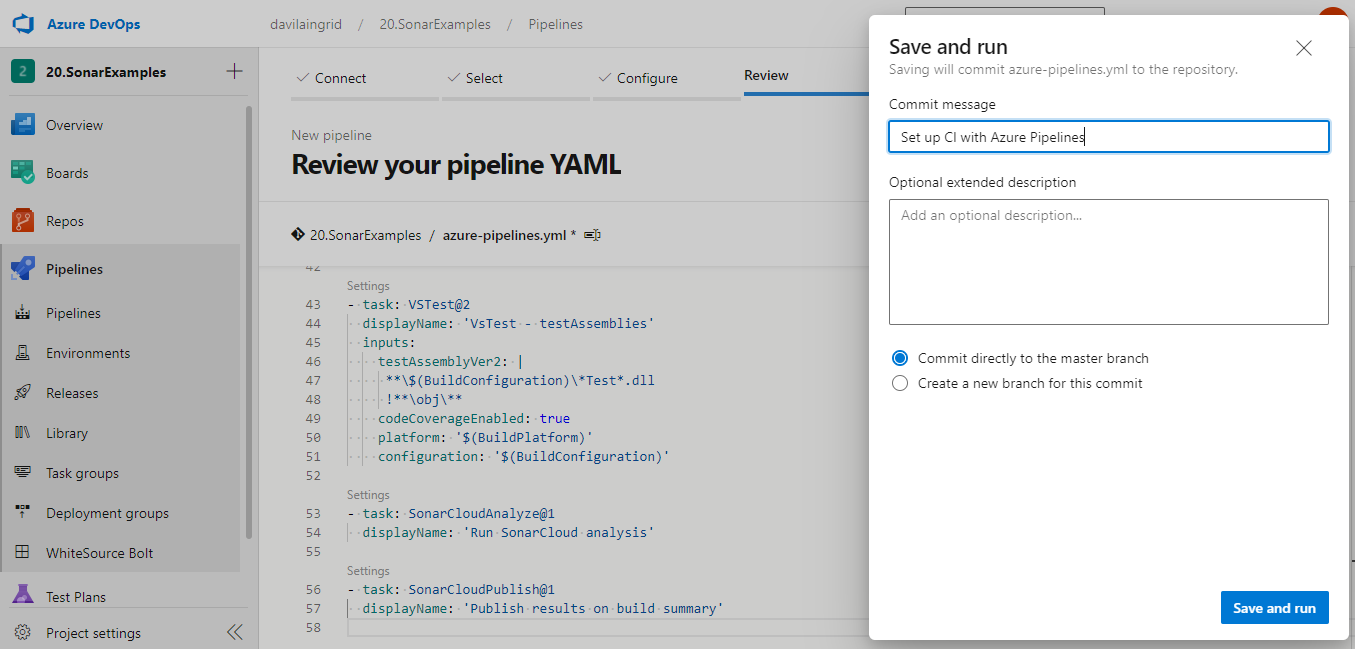 Azure DevOps
davilaingrid / 20.SonarExamples / Pipelines
2 20.SonarExamples
Overview
Boards
Repos
Pipelines
Pipelines
Environments
Releases
Library
Task groups
Deployment groups
WhiteSource Bolt
Test Plans
Project settings
Connect
Select
Configure
Review
New pipeline
Review your pipeline YAML
20.SonarExamples / azure-pipelines.yml *
42
Settings
43 - task: VSTest@2
44 displayName: 'VsTest - testAssemblies'
45 inputs:
46 testAssemblyVer2: |
47 **\$(BuildConfiguration)\*Test*.dll
48 !**\obj\**
49 codeCoverageEnabled: true
50 platform: '$(BuildPlatform)'
51 configuration: '$(BuildConfiguration)'
52
Settings
53 - task: SonarCloudAnalyze@1
54 displayName: 'Run SonarCloud analysis'
55
Settings
56 - task: SonarCloudPublish@1
57 displayName: 'Publish results on build summary'
58
Save and run
Saving will commit azure-pipelines.yml to the repository.
Commit message
Set up CI with Azure Pipelines
Optional extended description
Add an optional description...
Commit directly to the master branch
Create a new branch for this commit
Save and run